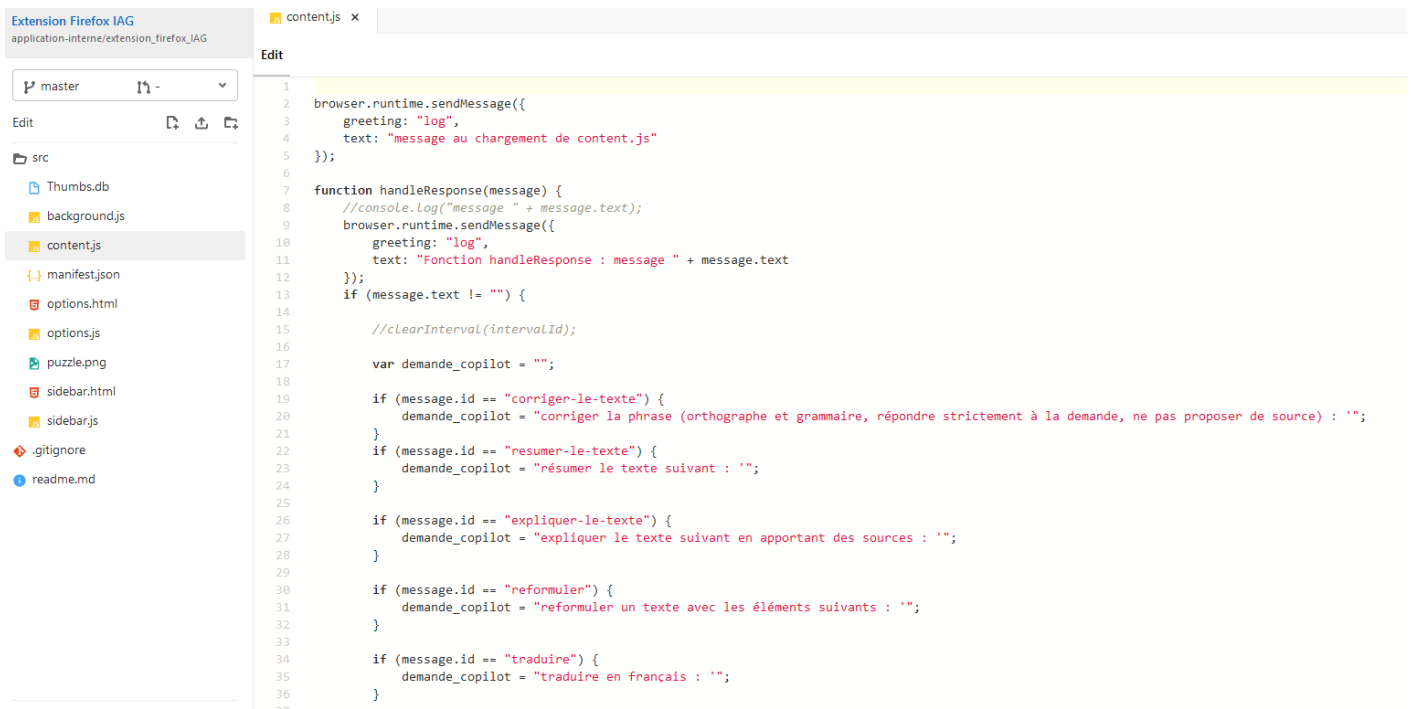 Extension Firefox IAG
application-interne/extension_firefox_IAG
master
-
Edit
src
Thumbs.db
background.js
content.js
manifest.json
options.html
options.js
puzzle.png
sidebar.html
sidebar.js
.gitignore
readme.md
content.js ×
Edit
1
2 browser.runtime.sendMessage({
3 greeting: "log",
4 text: "message au chargement de content.js"
5 });
6
7 function handleResponse(message) {
8 //console.log("message " + message.text);
9 browser.runtime.sendMessage({
10 greeting: "log",
11 text: "Fonction handleResponse : message " + message.text
12 });
13 if (message.text != "") {
14
15 //clearInterval(intervalId);
16
17 var demande_copilot = "";
18
19 if (message.id == "corriger-le-texte") {
20 demande_copilot = "corriger la phrase (orthographe et grammaire, répondre strictement à la demande, ne pas proposer de source) : '";
21 }
22 if (message.id == "resumer-le-texte") {
23 demande_copilot = "résumer le texte suivant : '";
24 }
25
26 if (message.id == "expliquer-le-texte") {
27 demande_copilot = "expliquer le texte suivant en apportant des sources : '";
28 }
29
30 if (message.id == "reformuler") {
31 demande_copilot = "reformuler un texte avec les éléments suivants : '";
32 }
33
34 if (message.id == "traduire") {
35 demande_copilot = "traduire en français : '";
36 }